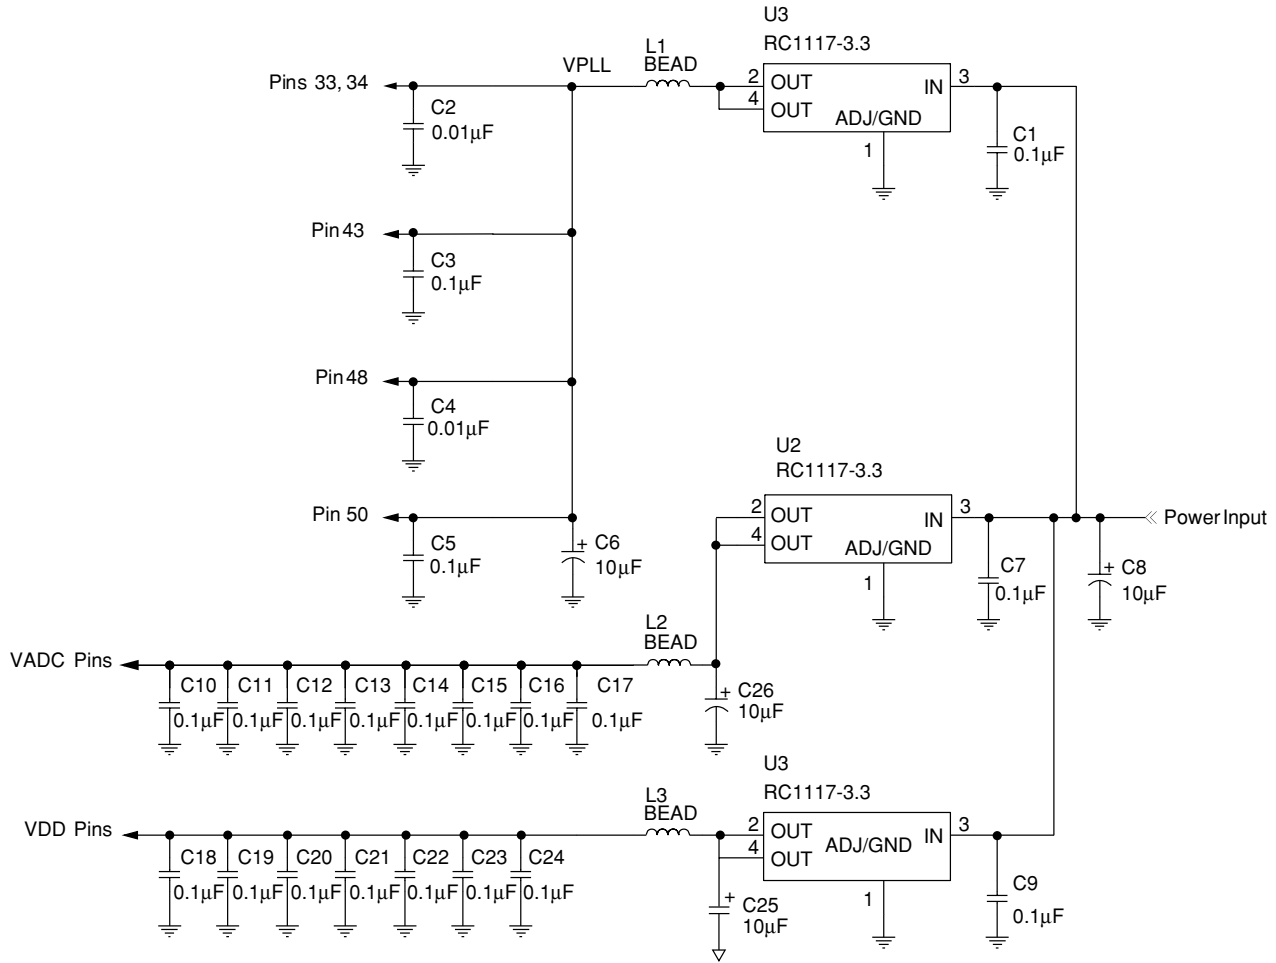 U3
RC1117-3.3
L1
BEAD
VPLL
Pins 33, 34
2
OUT
4
OUT
IN
3
ADJ/GND
1
C2
0.01μF
C1
0.1μF
Pin 43
C3
0.1μF
Pin 48
C4
0.01μF
U2
RC1117-3.3
2
OUT
4
OUT
IN
3
ADJ/GND
1
Power Input
Pin 50
C5
0.1μF
+ C6
10μF
C7
0.1μF
+ C8
10μF
L2
BEAD
VADC Pins
C10
0.1μF
C11
0.1μF
C12
0.1μF
C13
0.1μF
C14
0.1μF
C15
0.1μF
C16
0.1μF
C17
0.1μF
+ C26
10μF
U3
RC1117-3.3
L3
BEAD
VDD Pins
2
OUT
4
OUT
IN
3
ADJ/GND
1
C18
0.1μF
C19
0.1μF
C20
0.1μF
C21
0.1μF
C22
0.1μF
C23
0.1μF
C24
0.1μF
+ C25
10μF
C9
0.1μF